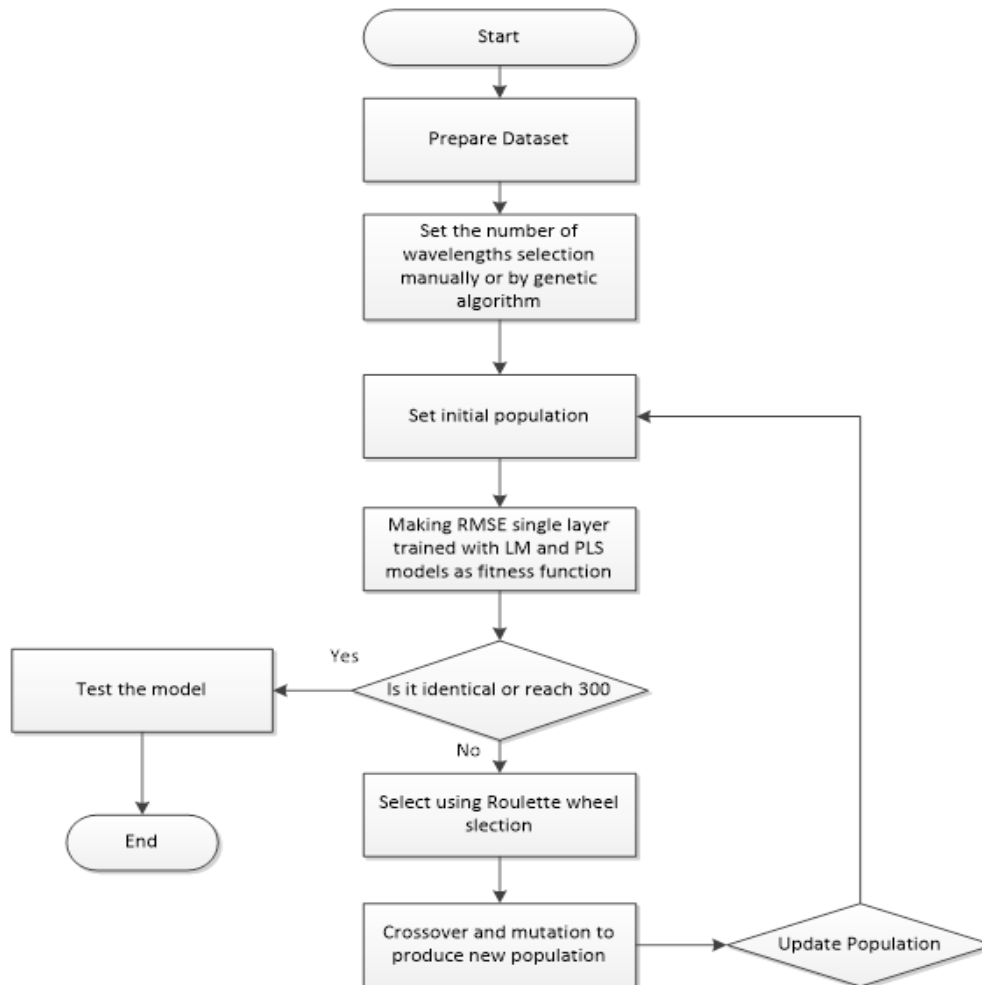 Start
Prepare Dataset
Set the number of
wavelengths selection
manually or by genetic
algorithm
Set initial population
Making RMSE single layer
trained with LM and PLS
models as fitness function
Yes
Test the model
Is it identical or reach 300
No
Select using Roulette wheel
slection
End
Crossover and mutation to
produce new population
Update Population